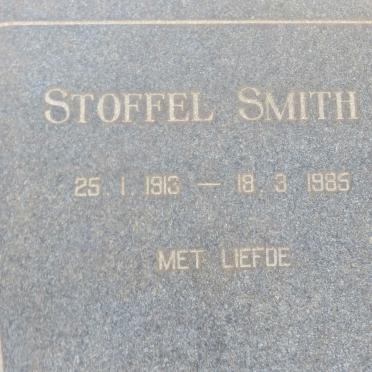 STOFFEL SMITH
25. 1. 1913 — 18. 3 1985
MET LIEFDE